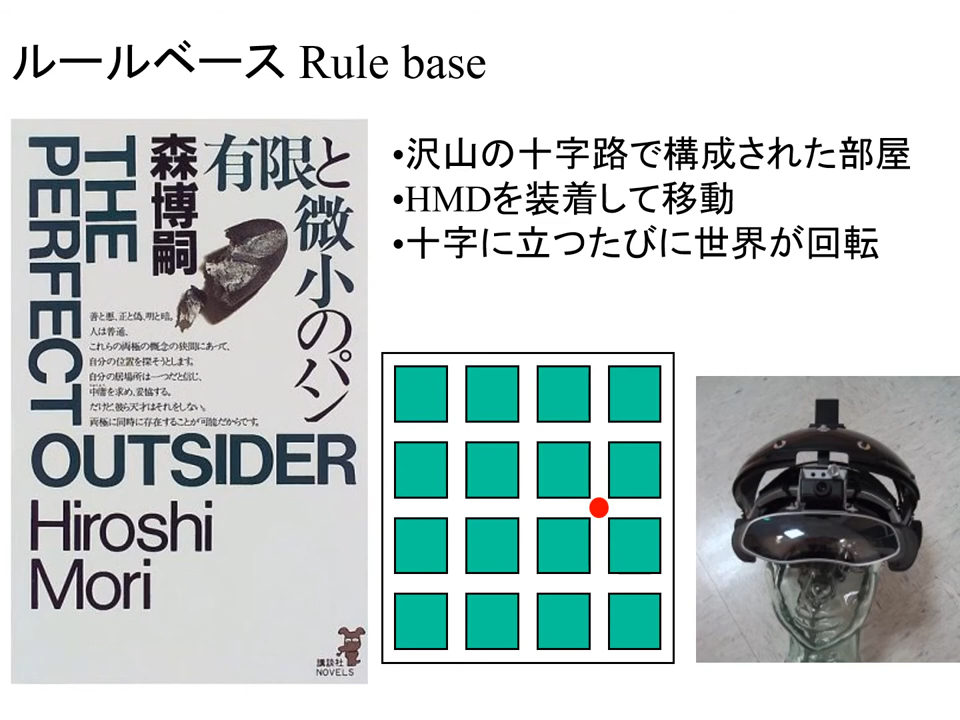 ルールベース Rule base
•沢山の十字路で構成された部屋
•HMDを装着して移動
•十字に立つたびに世界が回転
有限と微小のパン
森博嗣
THE
PERFECT
OUTSIDER
善と悪、正と偽、明と暗。
人は普通、
これらの両極の概念の狭間にあって、
自分の位置を探そうとします。
自分の居場所は一つだと信じ、
中庸を求め、妥協する。
だけど、彼ら天才はそれをしない。
両極に同時に存在することが可能だからです。
Hiroshi
Mori
講談社
NOVELS